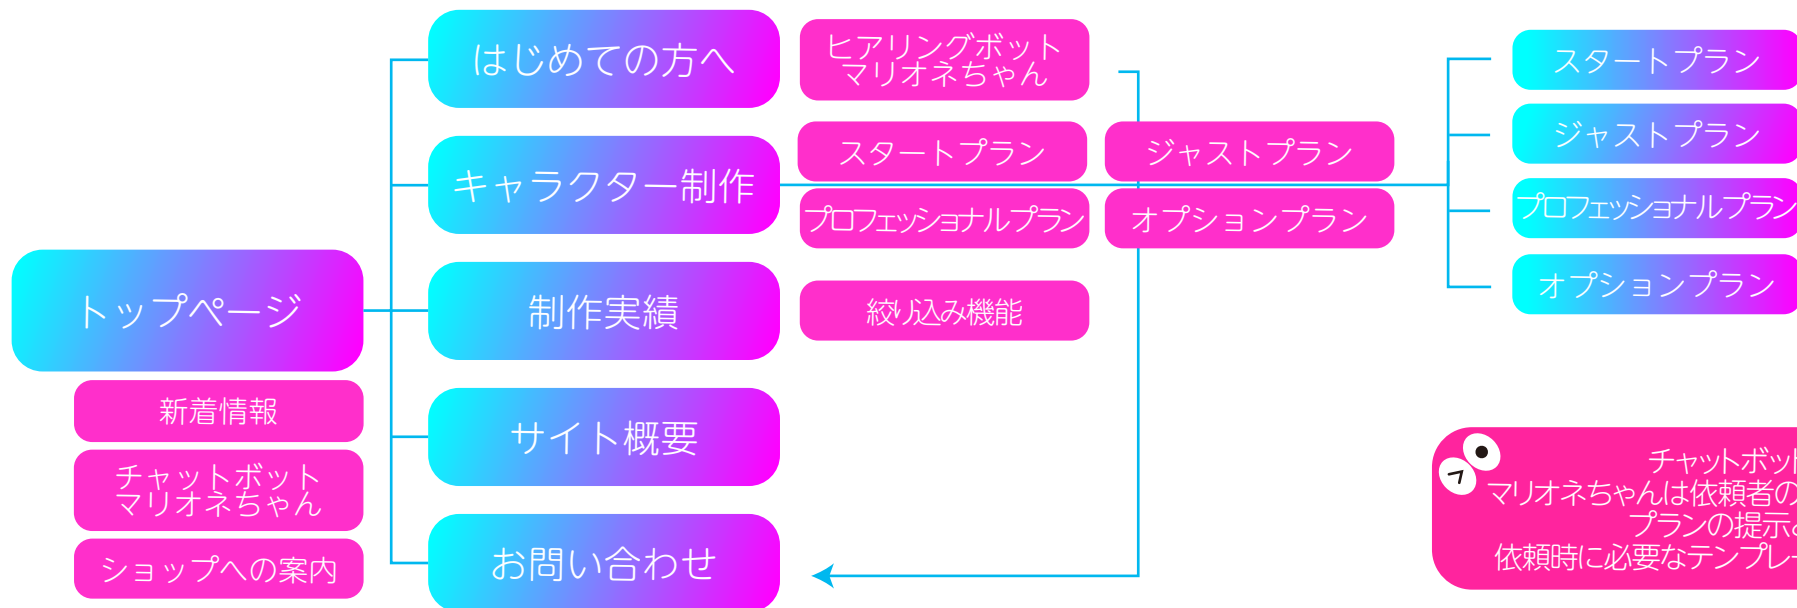 はじめての方へ
ヒアリングボット
マリオネちゃん
スタートプラン
ジャストプラン
プロフェッショナルプラン
オプションプラン
キャラクター制作
スタートプラン
ジャストプラン
プロフェッショナルプラン
オプションプラン
トップページ
制作実績
絞り込み機能
新着情報
チャットボット
マリオネちゃん
ショップへの案内
サイト概要
お問い合わせ
チャットボット
マリオネちゃんは依頼者の
プランの提示
依頼時に必要なテンプレー